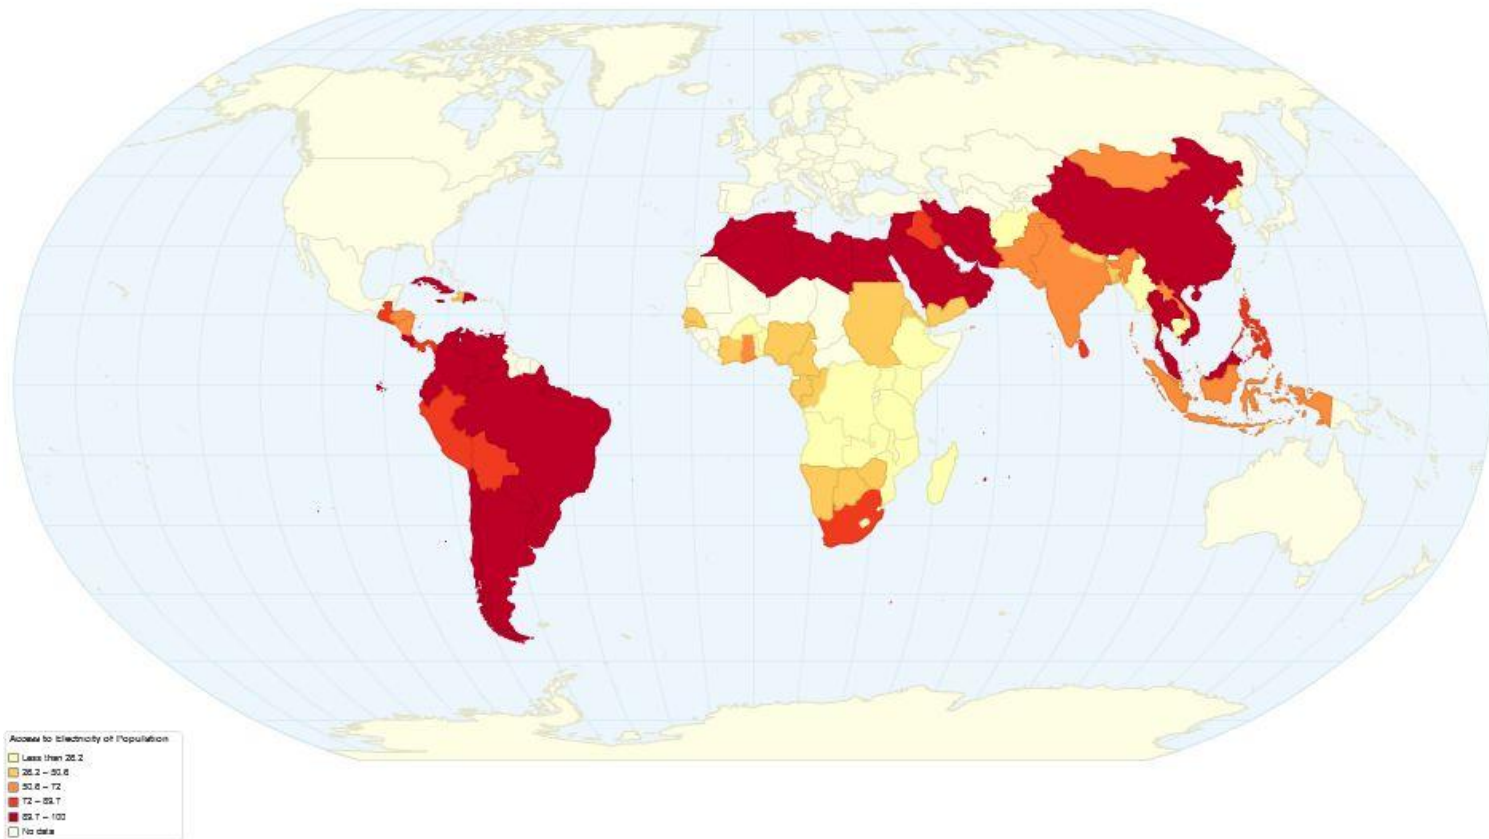 Access to Electricity of Population
Less than 26.2
26.2 – 50.6
50.6 – 72
72 – 89.7
89.7 – 100
No data